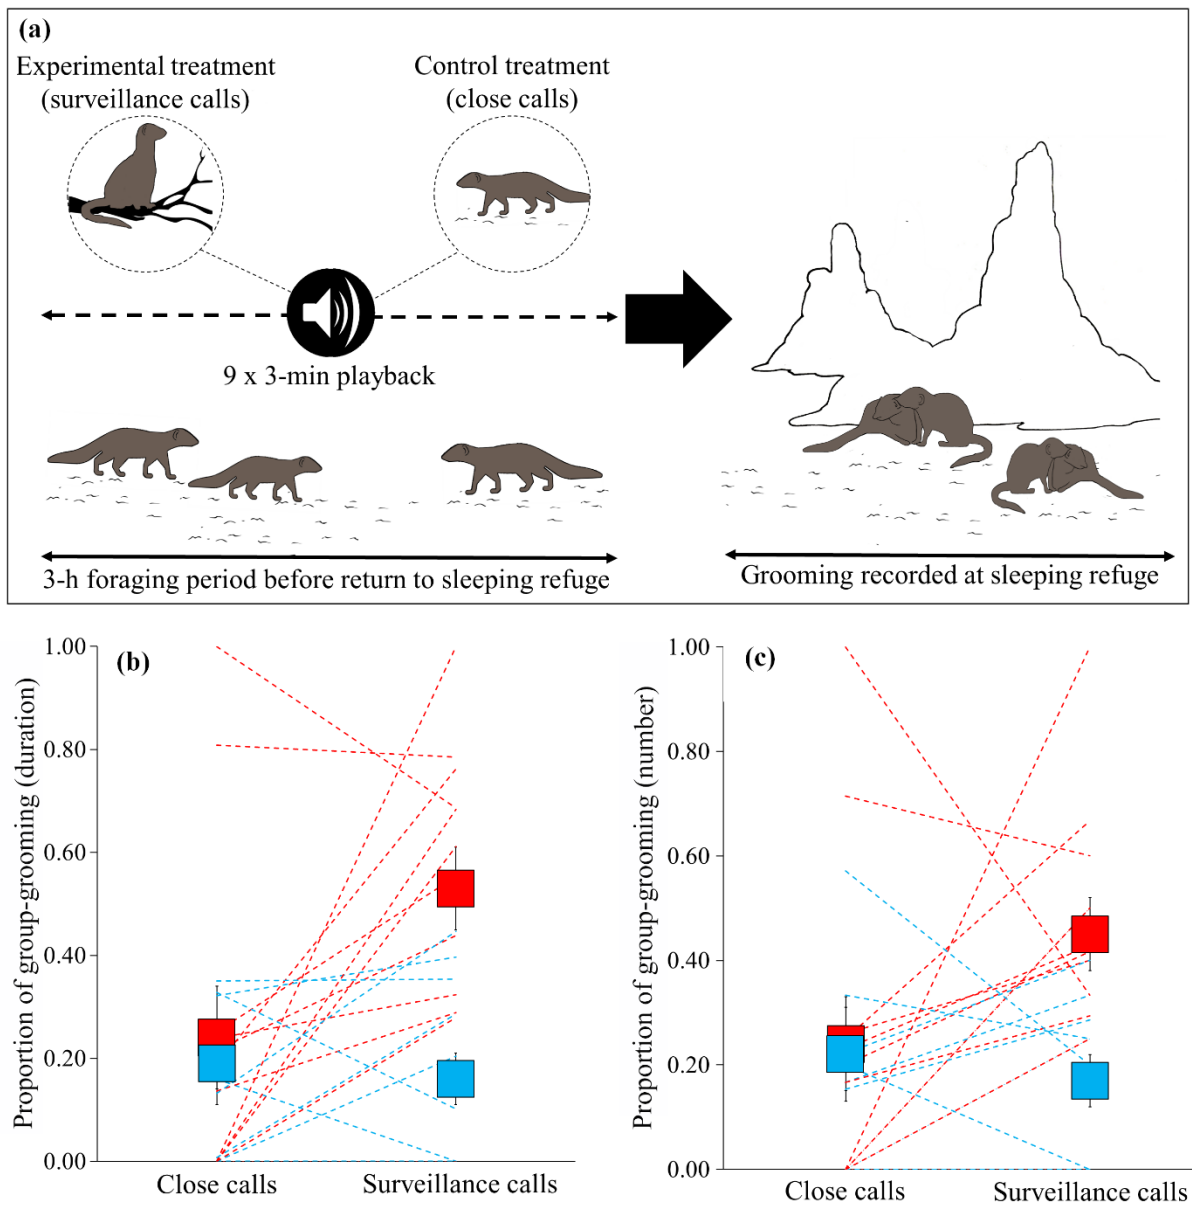 (a)
Experimental treatment
(surveillance calls)
Control treatment
(close calls)
9 x 3-min playback
3-h foraging period before return to sleeping refuge
Grooming recorded at sleeping refuge
(b)
Proportion of group-grooming (duration)
1.00
0.80
0.60
0.40
0.20
0.00
Close calls
Surveillance calls
(c)
Proportion of group-grooming (number)
1.00
0.80
0.60
0.40
0.20
0.00
Close calls
Surveillance calls